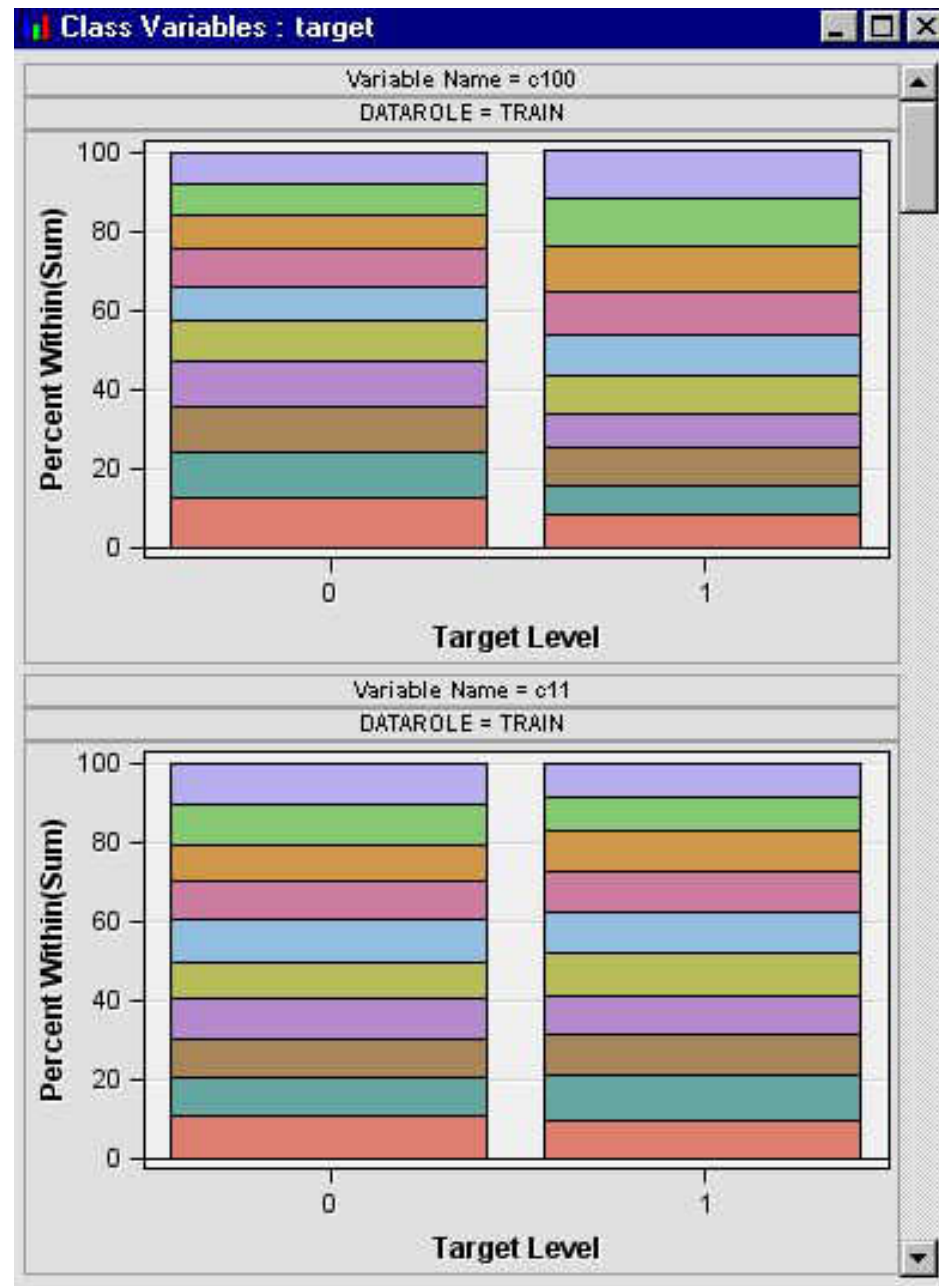 Class Variables : target
Variable Name = c100
DATAROLE = TRAIN
Percent Within(Sum)
100
80
60
40
20
0
0 1
Target Level
Variable Name = c11
DATAROLE = TRAIN
Percent Within(Sum)
100
80
60
40
20
0
0 1
Target Level